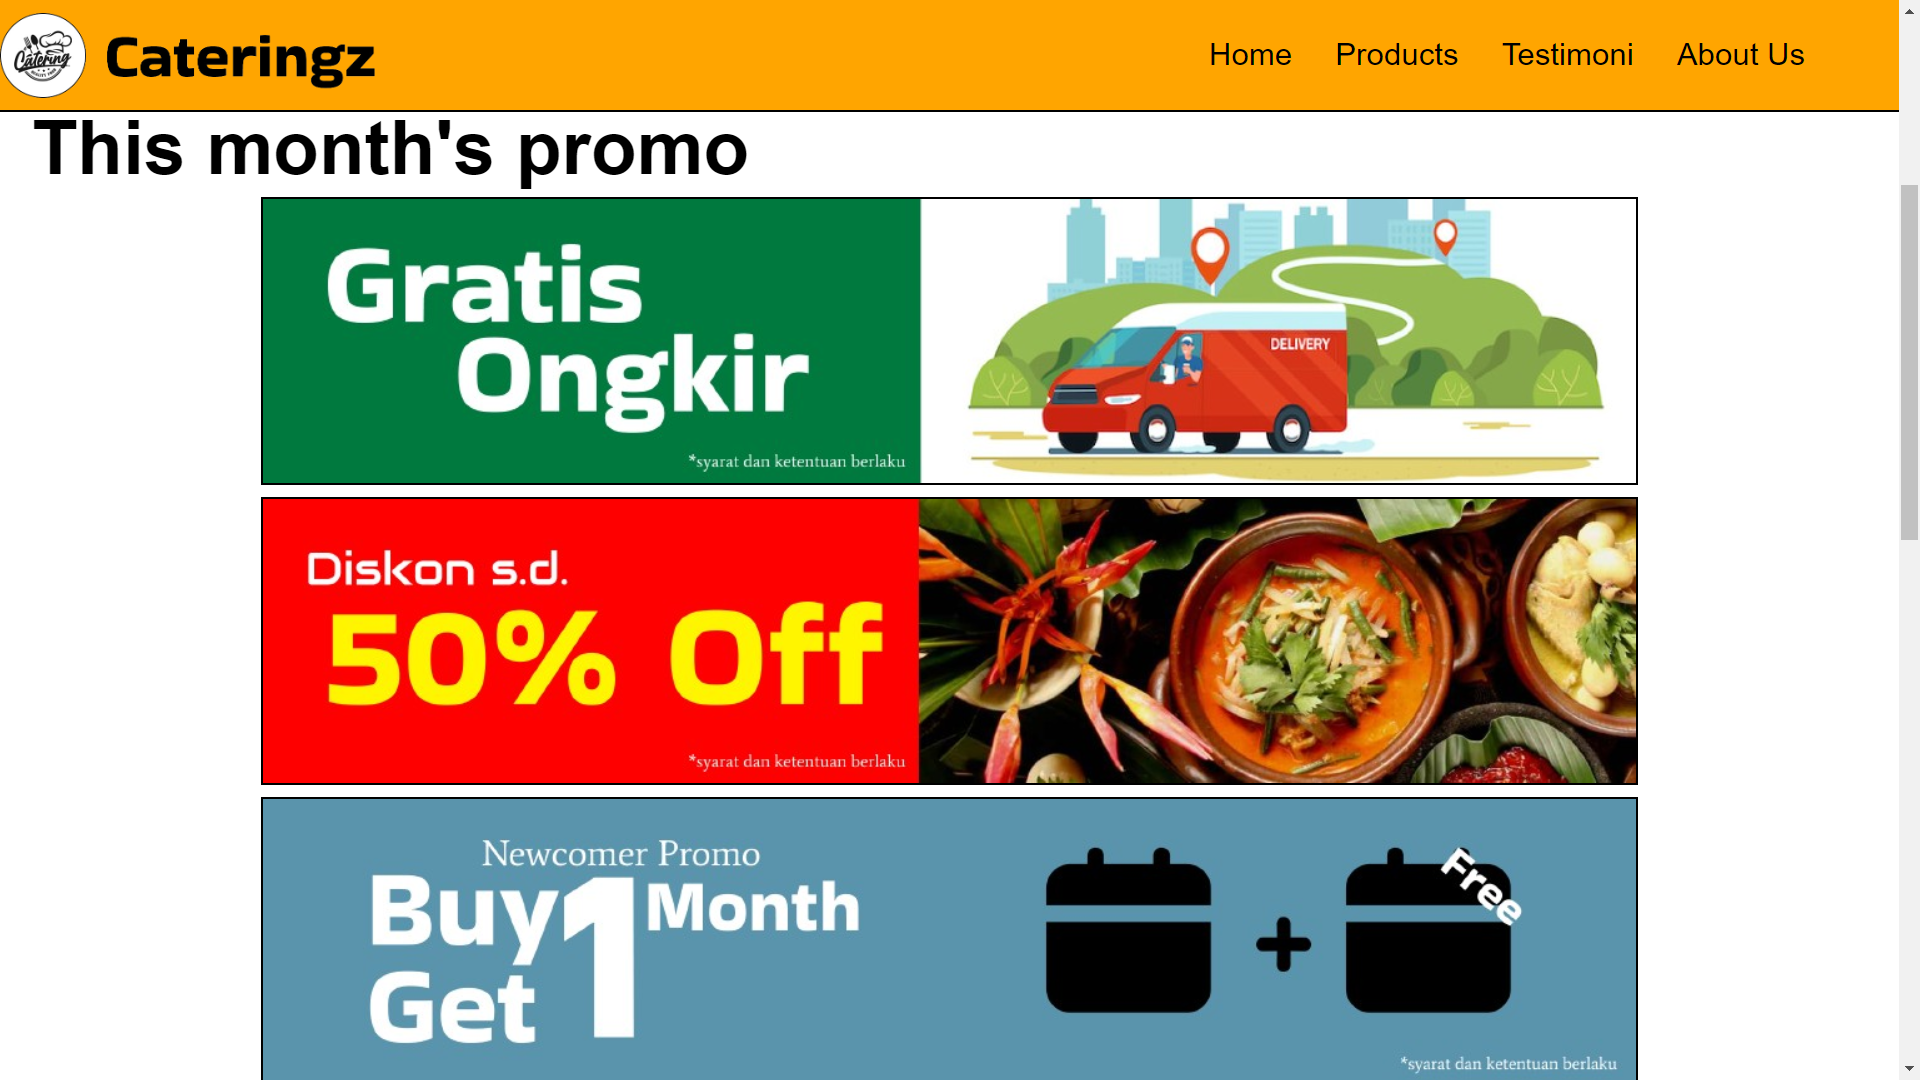 Catering
Cateringz
Home
Products
Testimoni
About Us
This month's promo
Gratis
Ongkir
*syarat dan ketentuan berlaku
DELIVERY
Diskon s.d.
50% Off
*syarat dan ketentuan berlaku
Newcomer Promo
Buy 1 Month
Get
Free
*syarat dan ketentuan berlaku